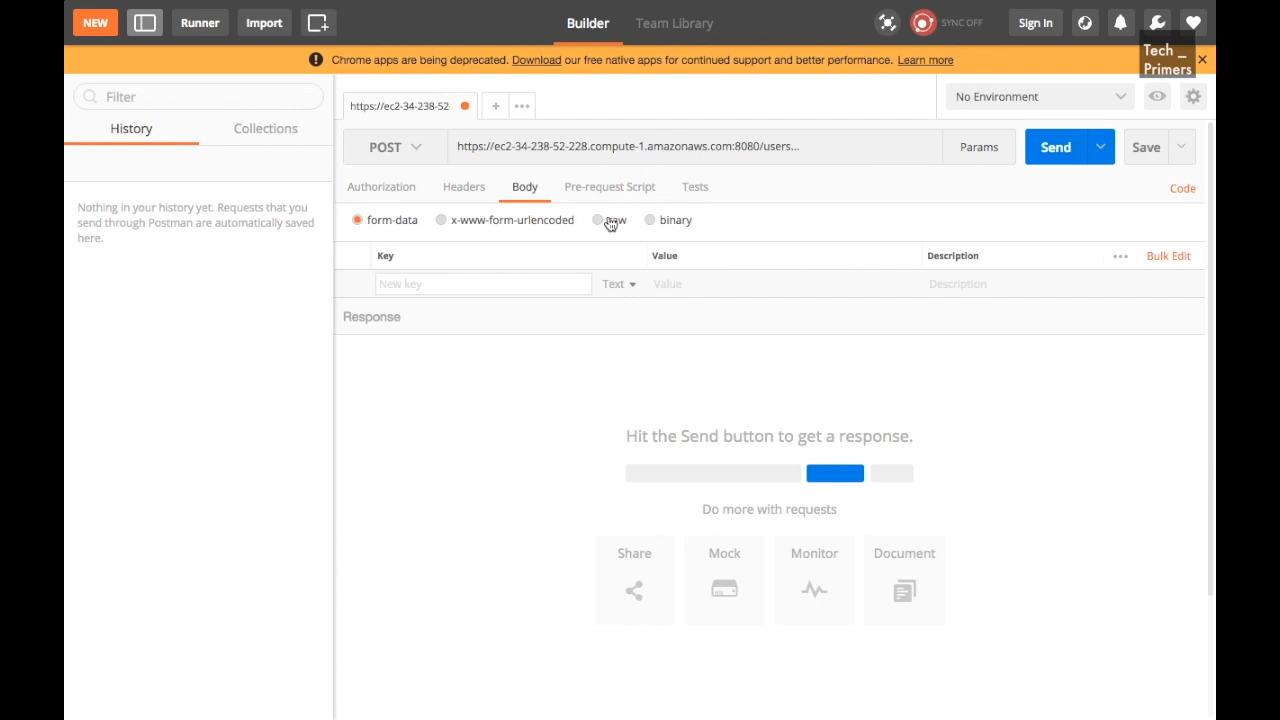 NEW
Runner
Import
Builder
Team Library
SYNC OFF
Sign In
Tech –
Primers
Chrome apps are being deprecated. Download our free native apps for continued support and better performance. Learn more
Filter
History
Collections
Nothing in your history yet. Requests that you
send through Postman are automatically saved
here.
https://ec2-34-238-52
No Environment
POST
https://ec2-34-238-52-228.compute-1.amazonaws.com:8080/users...
Params
Send
Save
Authorization
Headers
Body
Pre-request Script
Tests
Code
form-data
x-www-form-urlencoded
raw
binary
Key
Value
Description
Bulk Edit
New key
Text
Value
Description
Response
Hit the Send button to get a response.
Do more with requests
Share
Mock
Monitor
Document